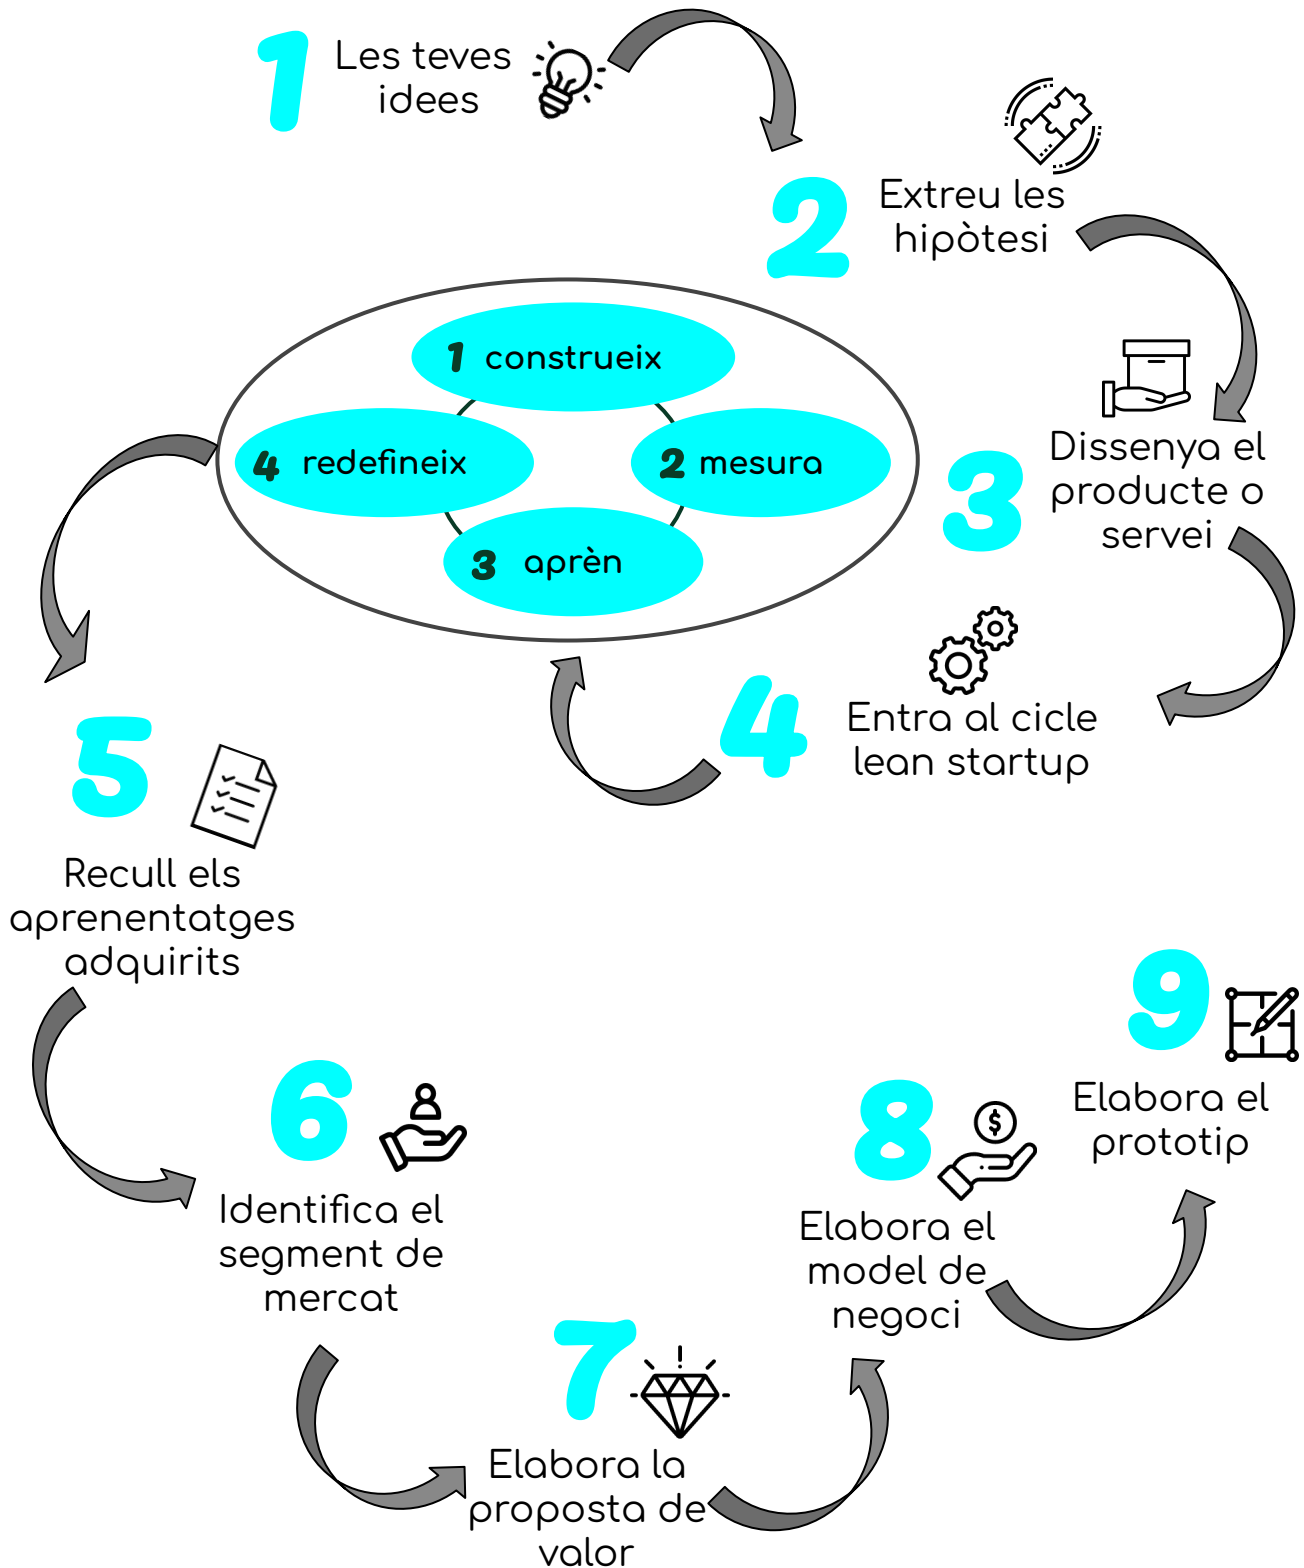 1
Les teves
idees
2
Extreu les
hipòtesi
3
Dissenya el
producte o
servei
4
Entra al cicle
lean startup
1 construeix
2 mesura
3 aprèn
4 redefineix
5
Recull els
aprenentatges
adquirits
6
Identifica el
segment de
mercat
7
Elabora la
proposta de
valor
8
$
Elabora el
model de
negoci
9
Elabora el
prototip